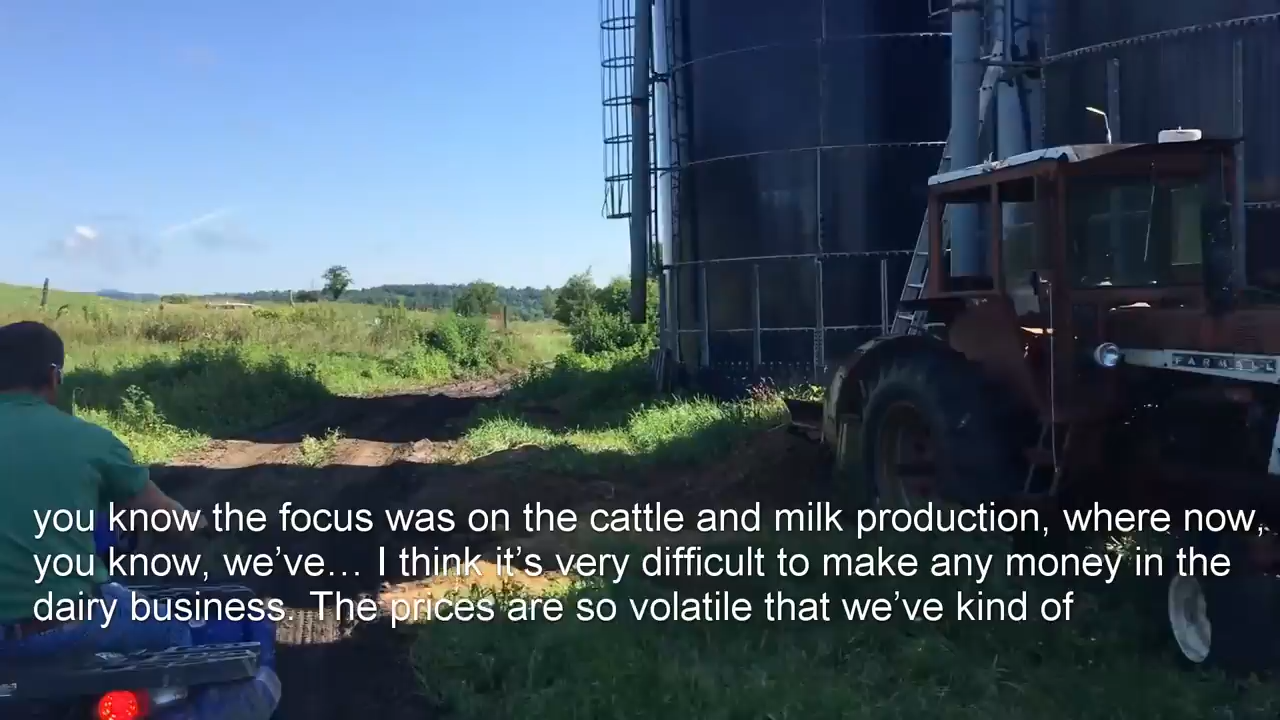 FARMALL
you know the focus was on the cattle and milk production, where now,
you know, we’ve… I think it’s very difficult to make any money in the
dairy business. The prices are so volatile that we’ve kind of